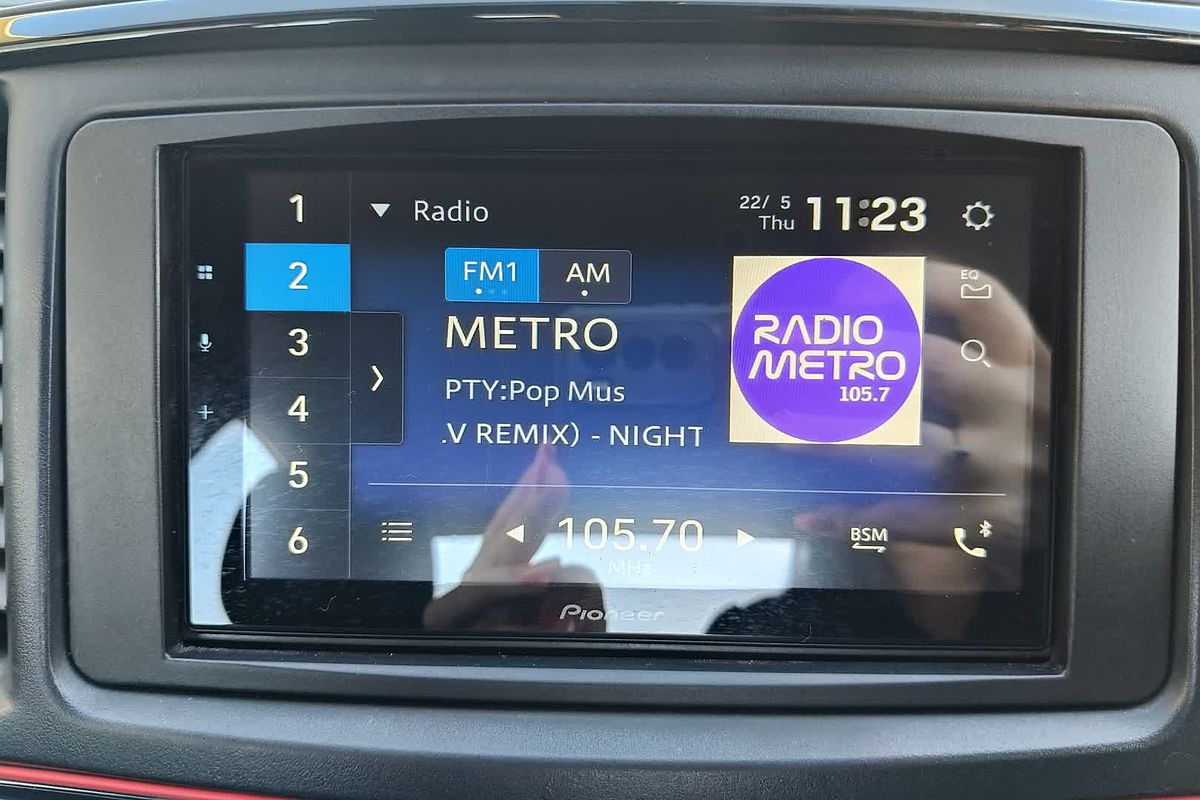 1
2
3
4
5
6
Radio
22/ 5
Thu
11:23
FM1
AM
METRO
PTY:Pop Mus
.V REMIX) - NIGHT
RADIO
METRO
105.7
EQ
105.70
MHz
BSM
Pioneer